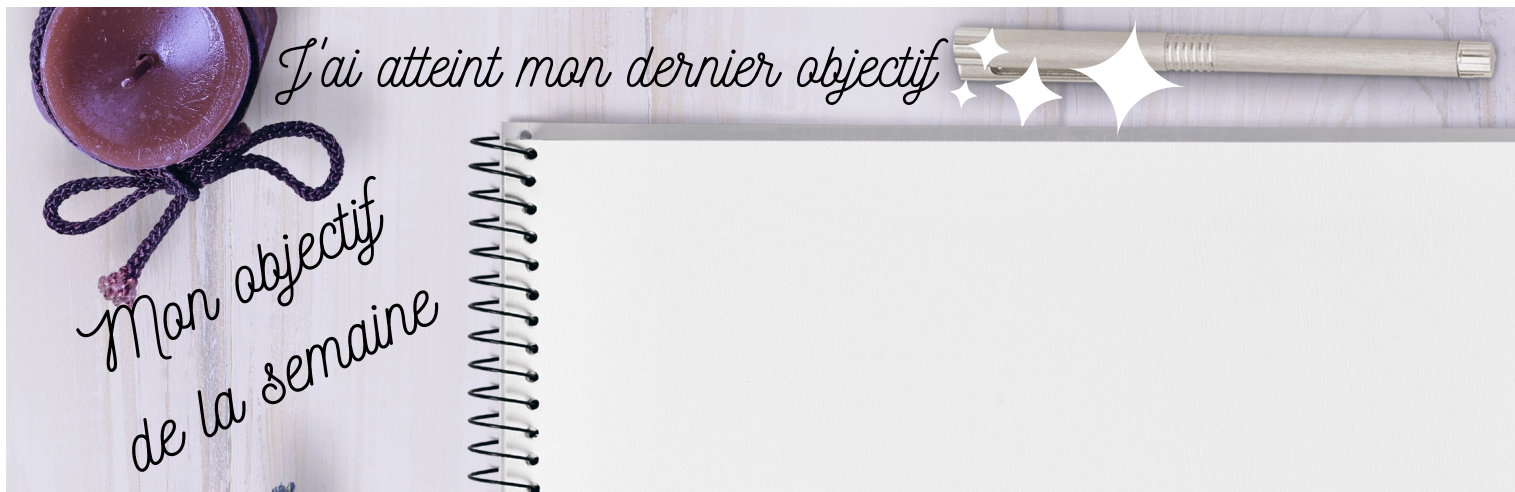 J'ai atteint mon dernier objectif
Mon objectif
de la semaine